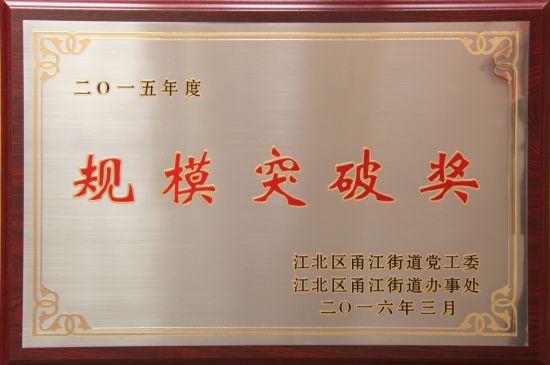 二〇一五年度
规模突破奖
江北区甬江街道党工委
江北区甬江街道办事处
二〇一六年三月